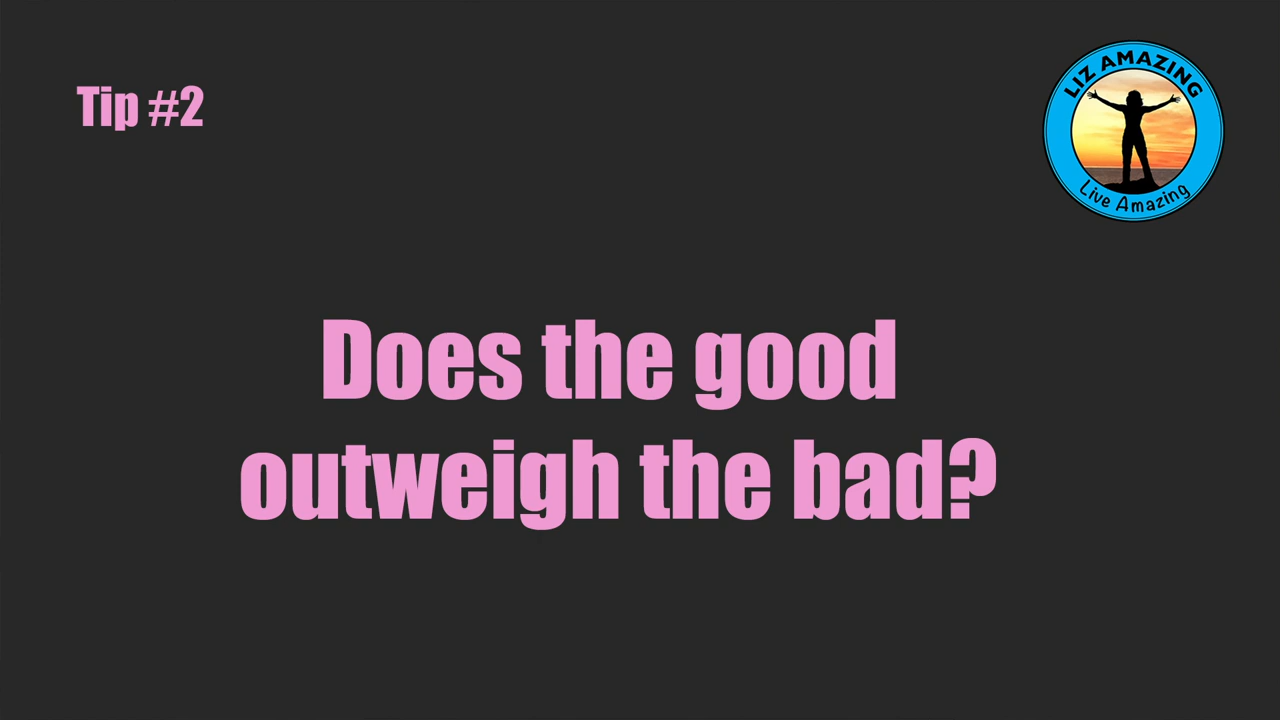 Tip #2
LIZ AMAZING
Live Amazing
Does the good
outweigh the bad?